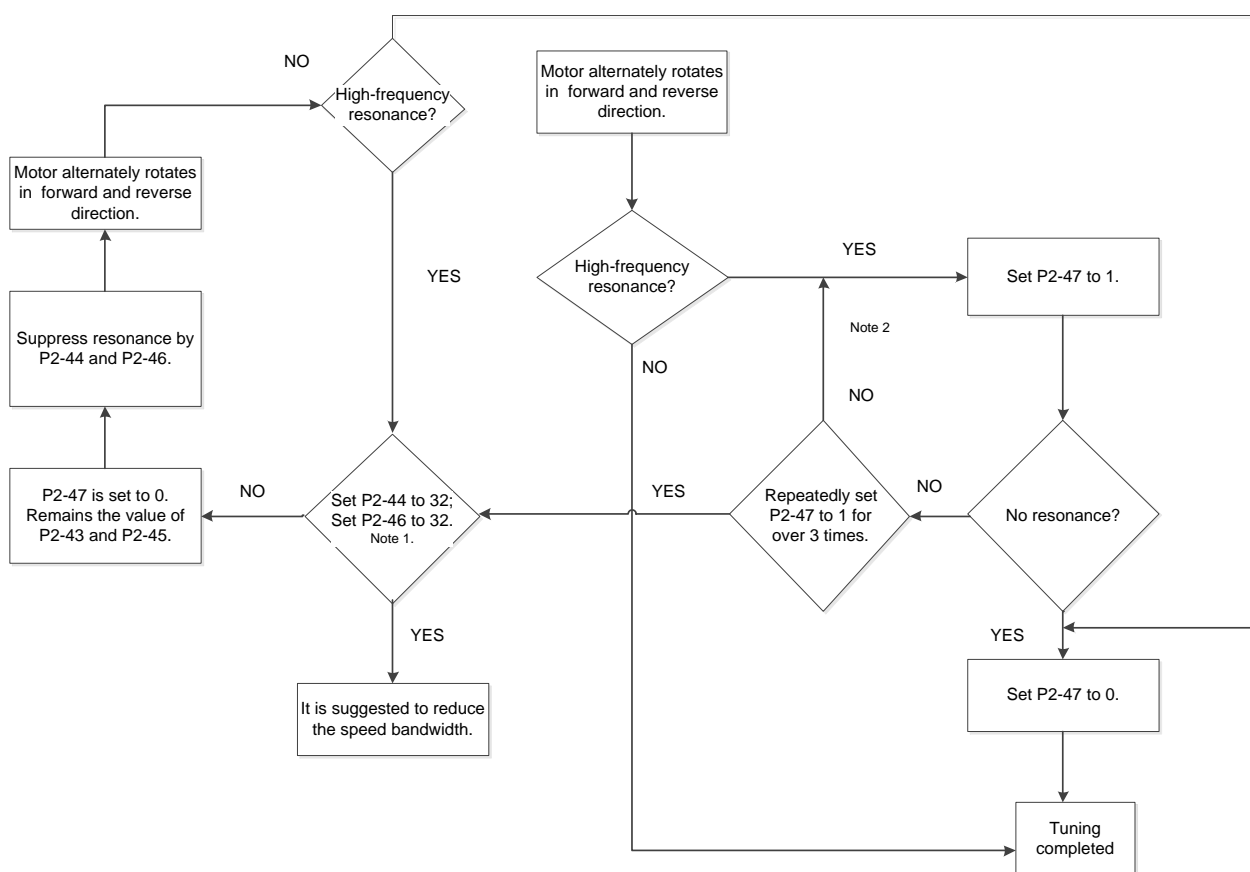 NO
High-frequency
resonance?
Motor alternately rotates
in forward and reverse
direction.
Motor alternately rotates
in forward and reverse
direction.
YES
High-frequency
resonance?
YES
Set P2-47 to 1.
Suppress resonance by
P2-44 and P2-46.
Note 2
NO
NO
P2-47 is set to 0.
Remains the value of
P2-43 and P2-45.
NO
Set P2-44 to 32;
Set P2-46 to 32.
Note 1.
YES
Repeatedly set
P2-47 to 1 for
over 3 times.
NO
No resonance?
YES
YES
It is suggested to reduce
the speed bandwidth.
Set P2-47 to 0.
Tuning
completed